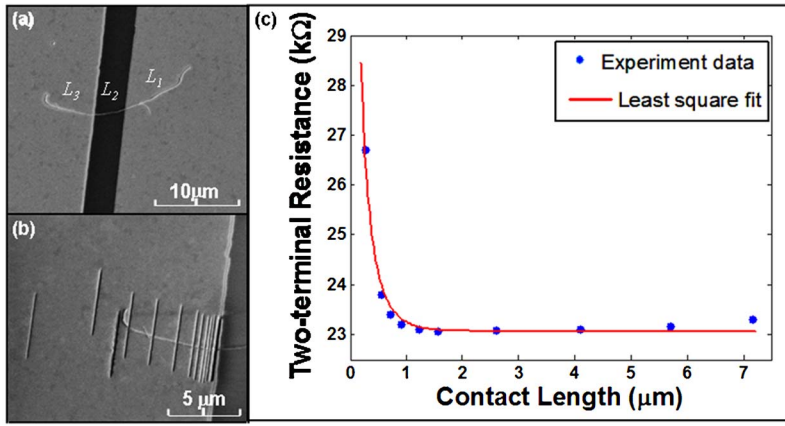 (a)
L3 L2 L1
10μm
(b)
5 μm
(c)
Two-terminal Resistance (kΩ)
29
28
27
26
25
24
23
Experiment data
Least square fit
0 1 2 3 4 5 6 7
Contact Length (μm)